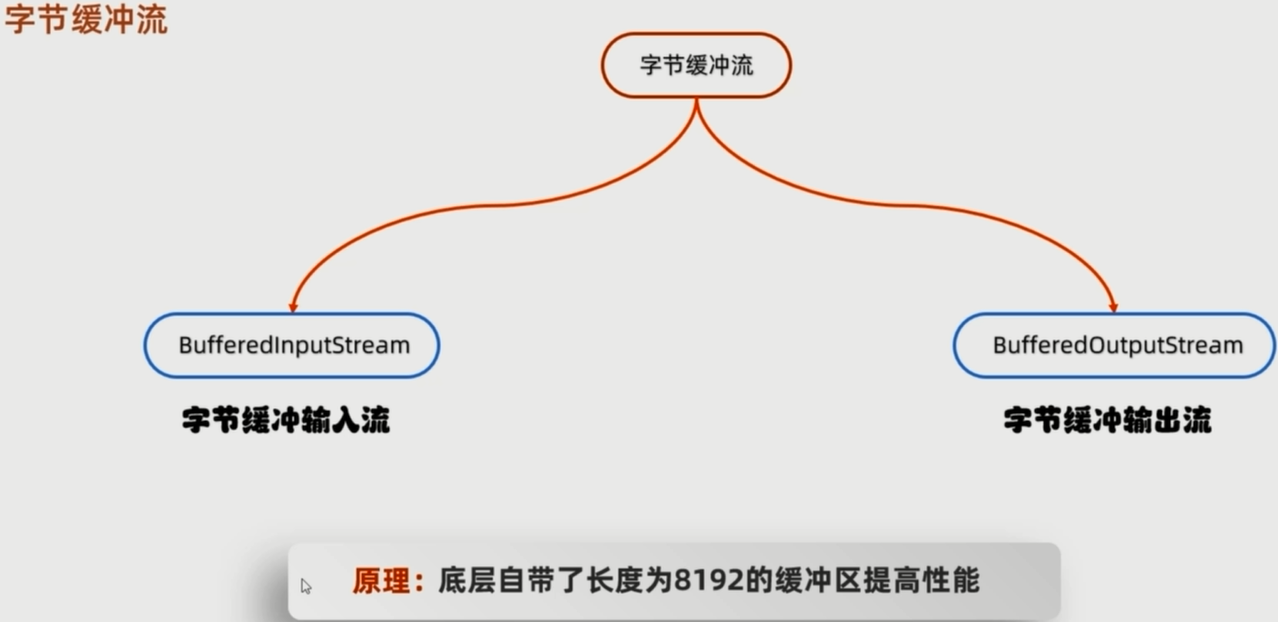 字节缓冲流
字节缓冲流
BufferedInputStream
BufferedOutputStream
字节缓冲输入流
字节缓冲输出流
原理：底层自带了长度为8192的缓冲区提高性能